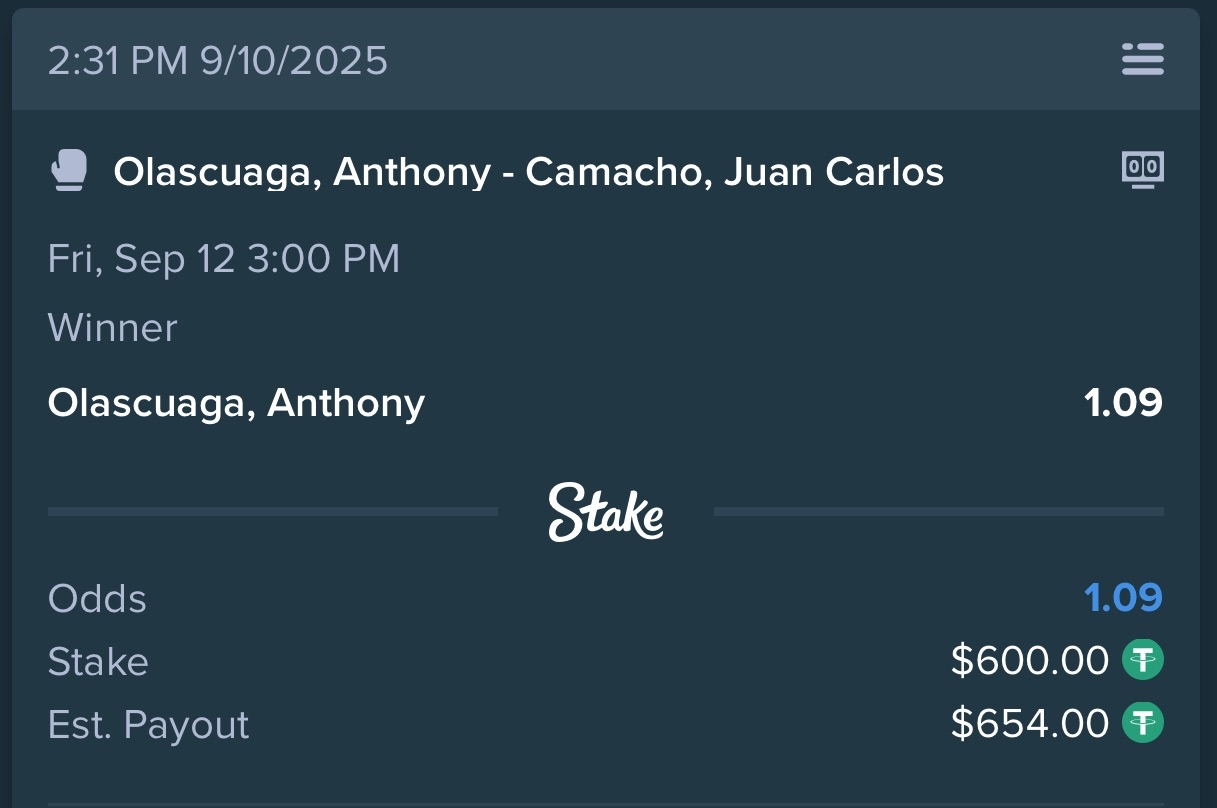 2:31 PM 9/10/2025
Olascuaga, Anthony - Camacho, Juan Carlos
00
Fri, Sep 12 3:00 PM
Winner
Olascuaga, Anthony 1.09
Stake
Odds 1.09
Stake $600.00
Est. Payout $654.00